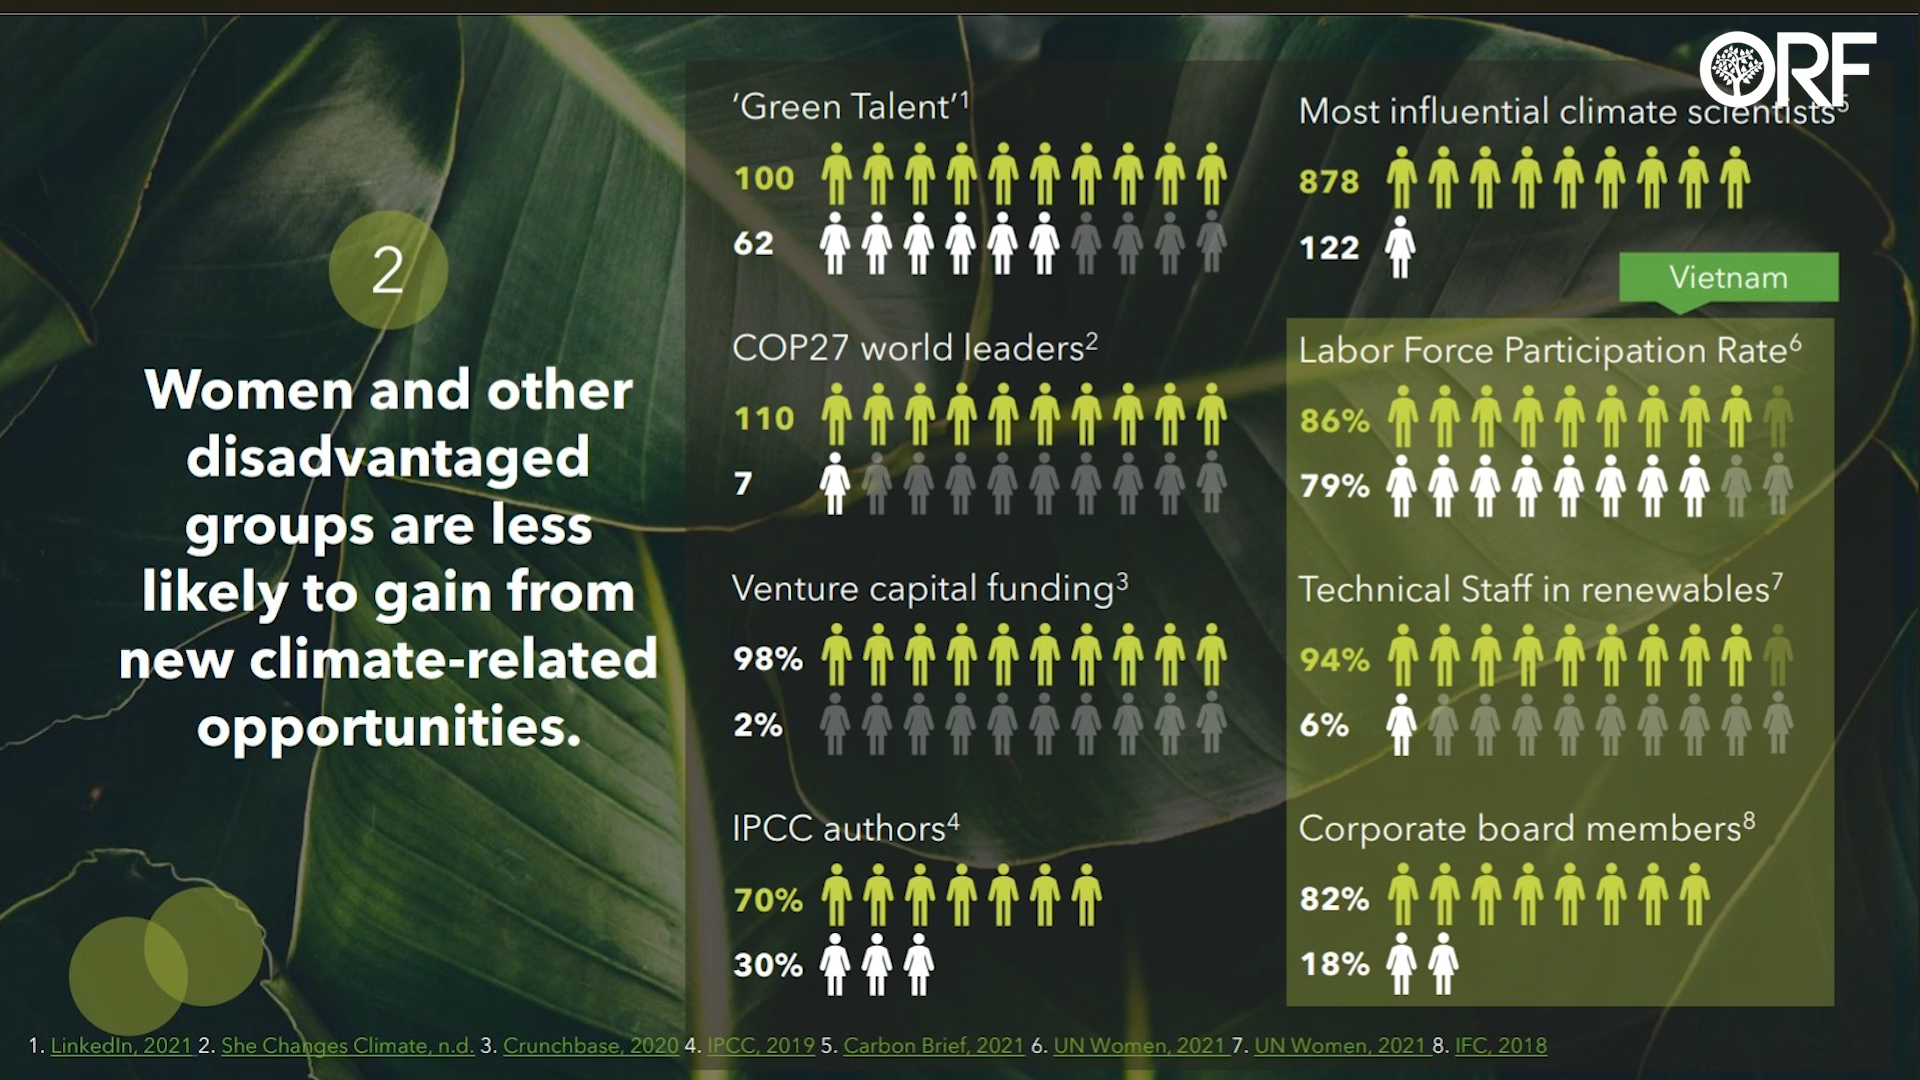 ORF
2
Women and other
disadvantaged
groups are less
likely to gain from
new climate-related
opportunities.
‘Green Talent’1
100
62
COP27 world leaders2
110
7
Venture capital funding3
98%
2%
IPCC authors4
70%
30%
Most influential climate scientists5
878
122
Vietnam
Labor Force Participation Rate6
86%
79%
Technical Staff in renewables7
94%
6%
Corporate board members8
82%
18%
1. LinkedIn, 2021 2. She Changes Climate, n.d. 3. Crunchbase, 2020 4. IPCC, 2019 5. Carbon Brief, 2021 6. UN Women, 2021 7. UN Women, 2021 8. IFC, 2018